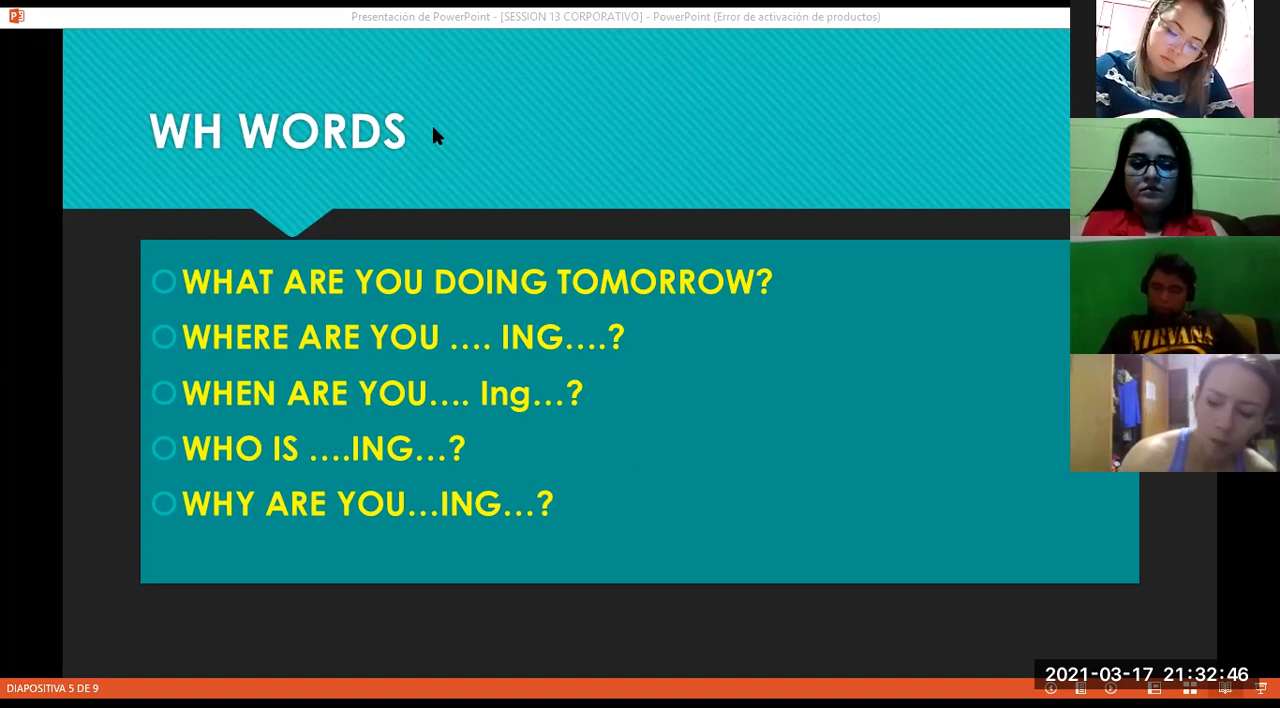 Presentación de PowerPoint - [SESSION 13 CORPORATIVO] - PowerPoint (Error de activación de productos)
WH WORDS
WHAT ARE YOU DOING TOMORROW?
WHERE ARE YOU .... ING....?
WHEN ARE YOU.... Ing...?
WHO IS ....ING...?
WHY ARE YOU...ING...?
NIRVANA
2021-03-17 21:32:46
DIAPOSITIVA 5 DE 9